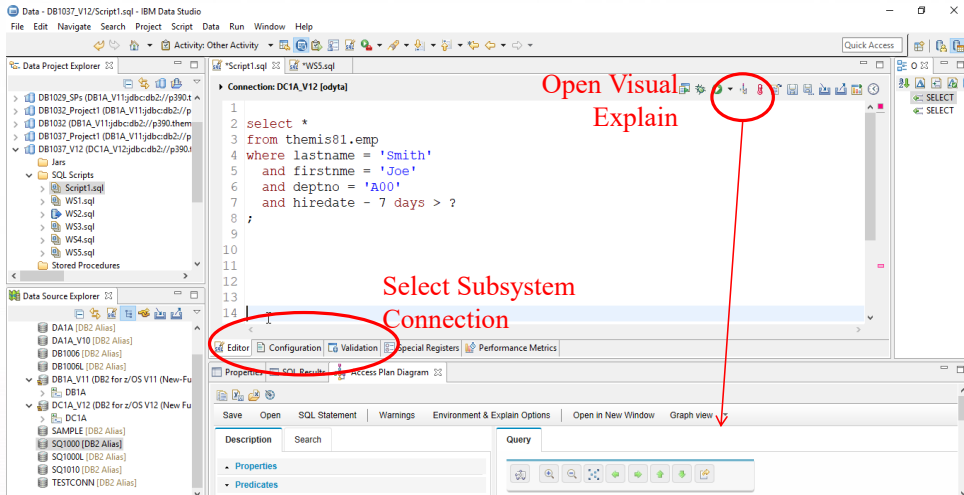 Data - DB1037_V12/Script1.sql - IBM Data Studio
File Edit Navigate Search Project Script Data Run Window Help
Activity: Other Activity
Quick Access
Data Project Explorer
DB1029_SPs (DB1A_V11:jdbc:db2://p390.t
DB1032_Project1 (DB1A_V11:jdbc:db2://p
DB1032 (DB1A_V11:jdbc:db2://p390.them
DB1037_Project (DB1A_V11:jdbc:db2://p
DB1037_V12 (DC1A_V12:jdbc:db2://p390.t
Jars
SQL Scripts
Script1.sql
WS1.sql
WS2.sql
WS3.sql
WS4.sql
WS5.sql
Stored Procedures
Data Source Explorer
DA1A [DB2 Alias]
DA1A_V10 [DB2 Alias]
DB1006L [DB2 Alias]
DB1062L [DB2 Alias]
DB1A_V11 (DB2 for z/OS V11 (New-Fu
DB1A
DC1A_V12 (DB2 for z/OS V12 (New Fu
DC1A
SAMPLE [DB2 Alias]
SQ1000 [DB2 Alias]
SQ1000L [DB2 Alias]
SQ1010 [DB2 Alias]
TESTCONN [DB2 Alias]
*Script1.sql *WS5.sql
Connection: DC1A_V12 [odyta]
Open Visual
Explain
1
2 select *
3 from themis81.emp
4 where lastname = 'Smith'
5 and firstnme = 'Joe'
6 and deptno = 'A00'
7 and hiredate - 7 days > ?
8 ;
9
10
11
12
13
14
Select Subsystem
Connection
Editor Configuration Validation Special Registers Performance Metrics
Properties SQL Results Access Plan Diagram
Save Open SQL Statement Warnings Environment & Explain Options Open in New Window Graph view
Description Search
Properties
Predicates
Query
O
SELECT
SELECT